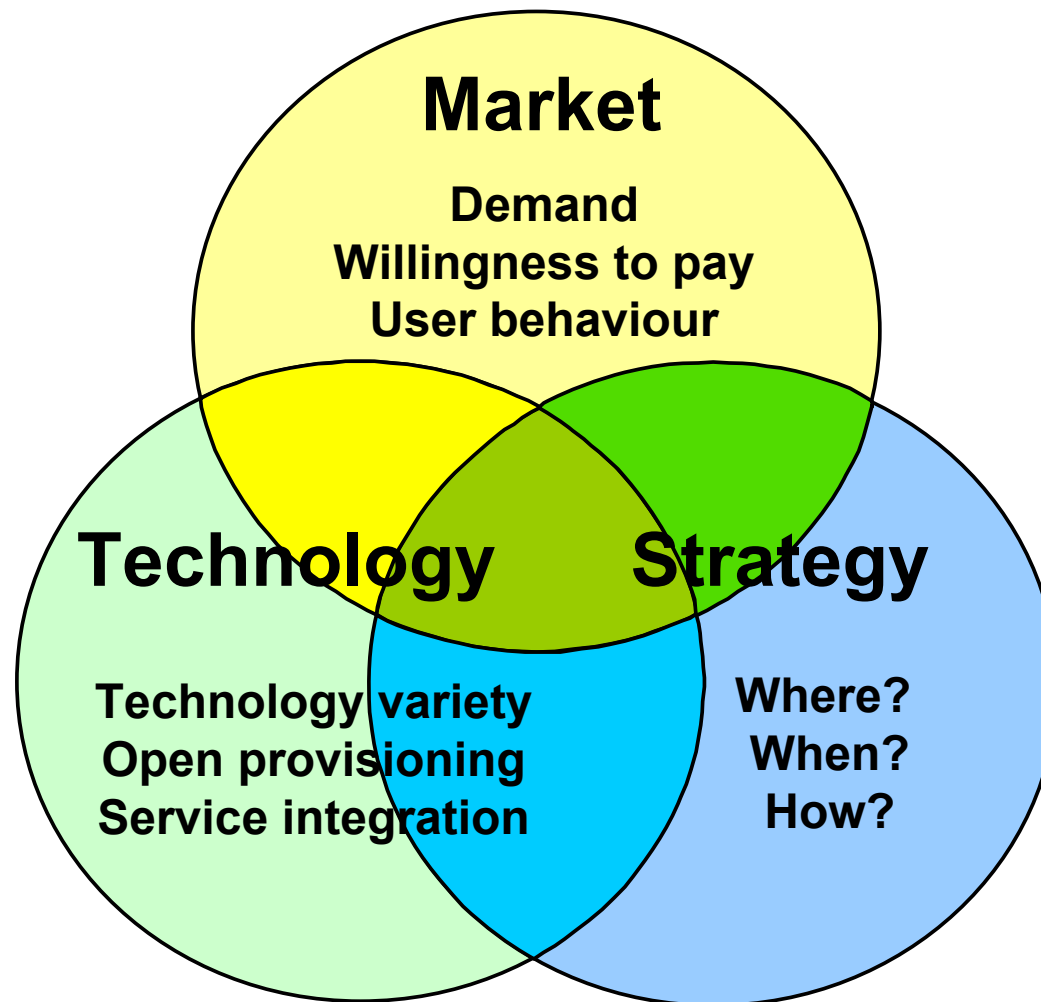 Market
Demand
Willingness to pay
User behaviour
Technology
Technology variety
Open provisioning
Service integration
Strategy
Where?
When?
How?